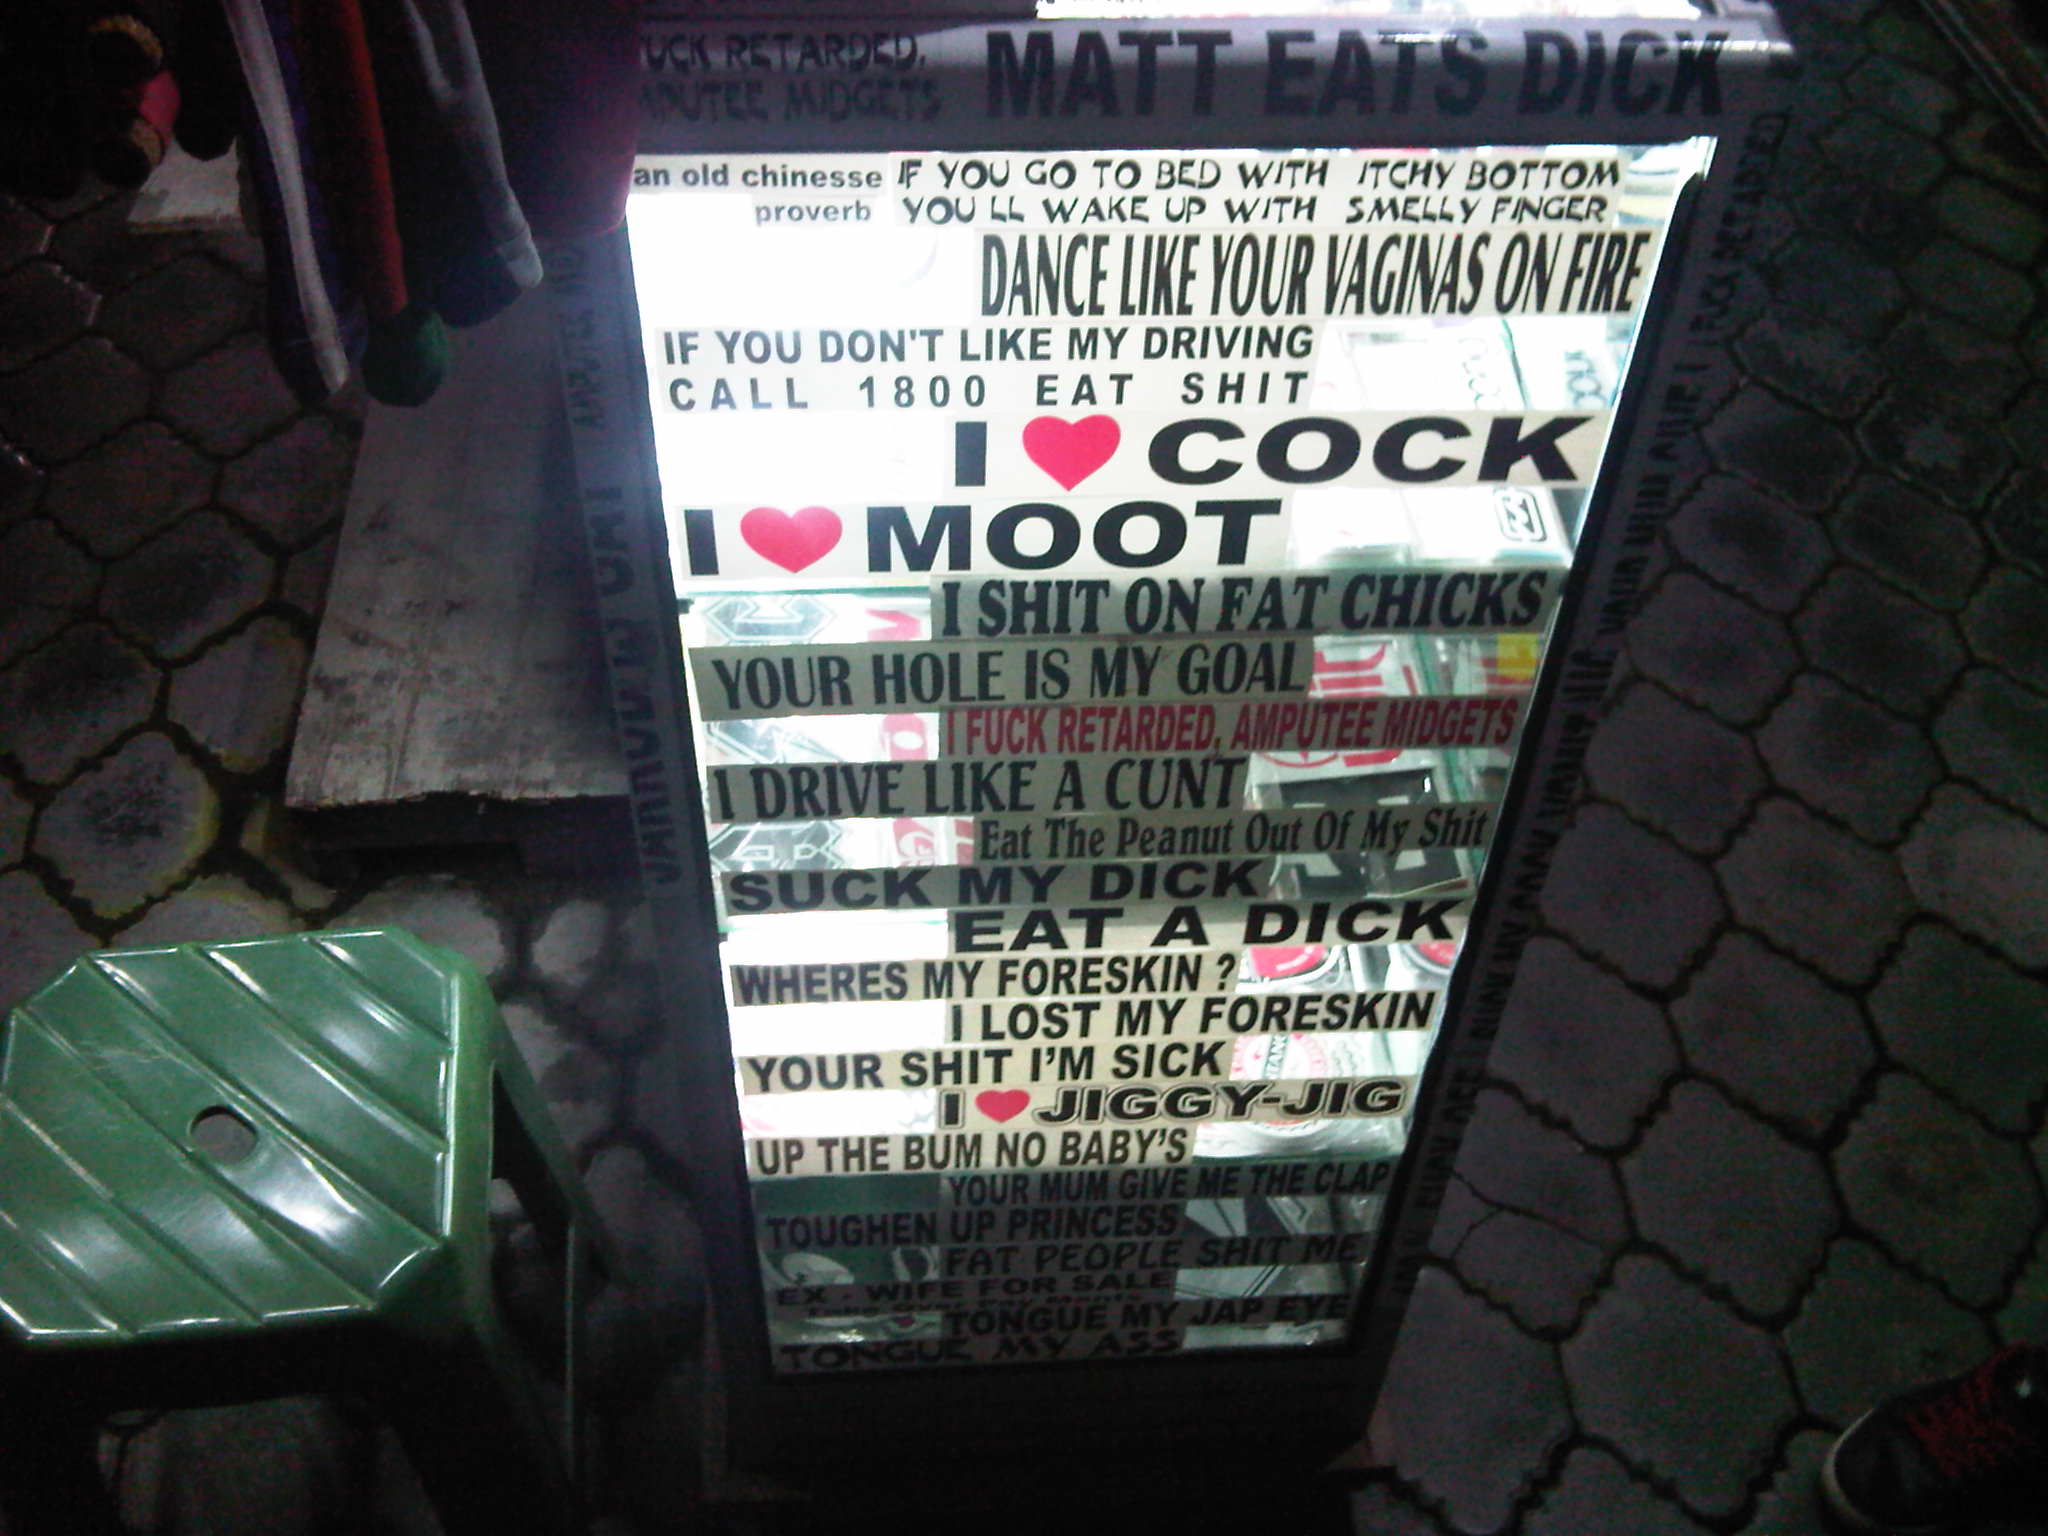 UCK RETARDED,
MIDGETS
MATT EATS DICK
an old chinesse
proverb
IF YOU GO TO BED WITH ITCHY BOTTOM
YOU LL WAKE UP WITH SMELLY FINGER
DANCE LIKE YOUR VAGINAS ON FIRE
IF YOU DON'T LIKE MY DRIVING
CALL 1800 EAT SHIT
I ❤ COCK
I ❤ MOOT
I SHIT ON FAT CHICKS
YOUR HOLE IS MY GOAL
I FUCK RETARDED, AMPUTEE MIDGETS
I DRIVE LIKE A CUNT
Eat The Peanut Out Of My Shit
SUCK MY DICK
EAT A DICK
WHERES MY FORESKIN ?
I LOST MY FORESKIN
YOUR SHIT I'M SICK
I ❤ JIGGY-JIG
UP THE BUM NO BABY'S
YOUR MUM GIVE ME THE CLAP
TOUGHEN UP PRINCESS
FAT PEOPLE SHIT ME
EX - WIFE FOR SALE
TONGUE MY JAP EYE
TONGUE MY ASS